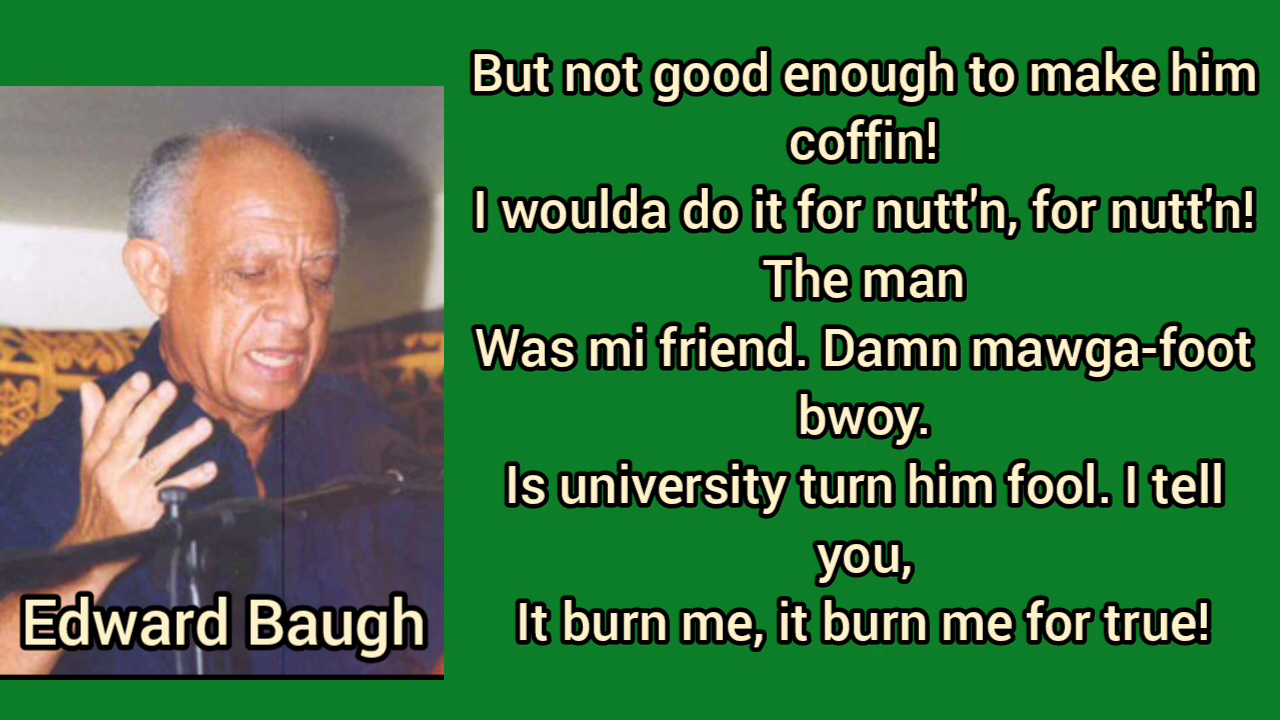 But not good enough to make him
coffin!
I woulda do it for nutt'n, for nutt'n!
The man
Was mi friend. Damn mawga-foot
bwoy.
Is university turn him fool. I tell
you,
It burn me, it burn me for true!
Edward Baugh